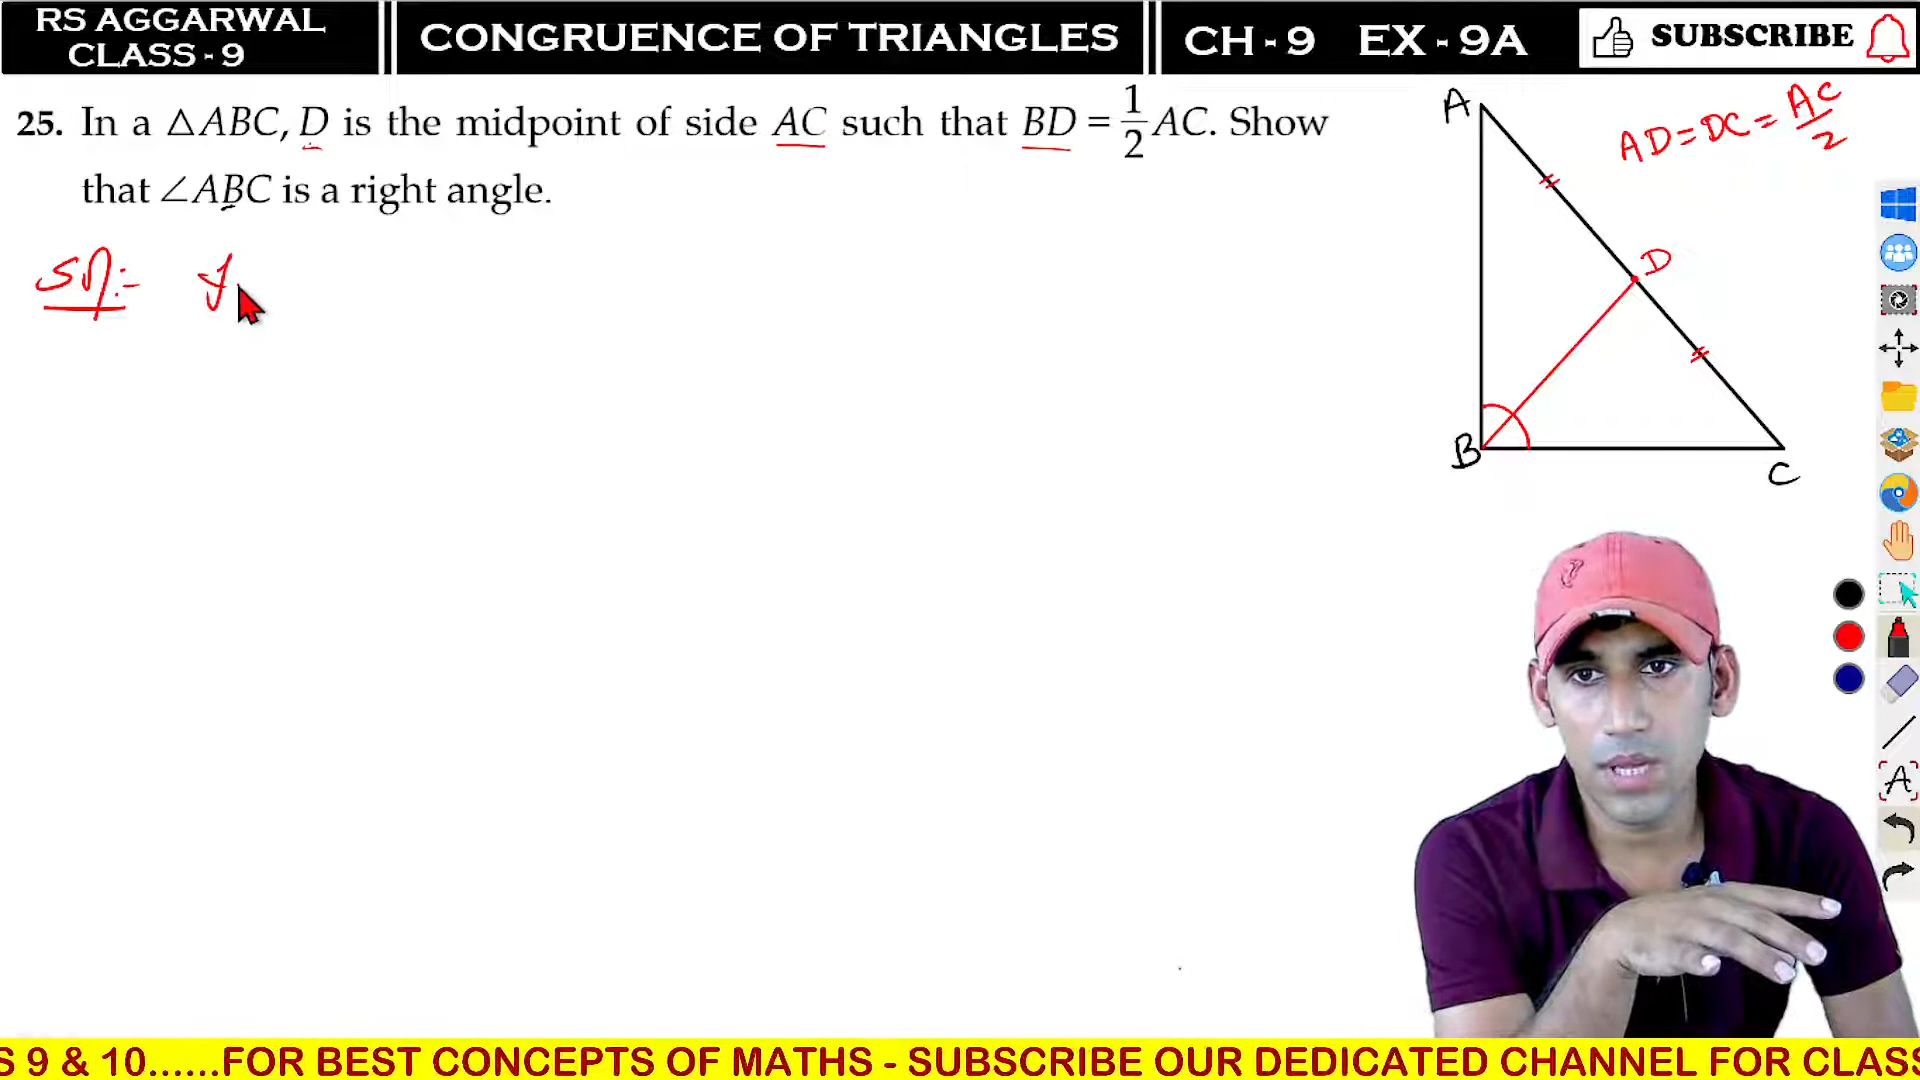 RS AGGARWAL
CLASS - 9
CONGRUENCE OF TRIANGLES
CH - 9 EX - 9A
SUBSCRIBE
25. In a △ABC, D is the midpoint of side AC such that BD = 1/2 AC. Show
that ∠ABC is a right angle.
A
AD = DC = AC/2
D
B
C
Sol:-
A
S 9 & 10......FOR BEST CONCEPTS OF MATHS - SUBSCRIBE OUR DEDICATED CHANNEL FOR CLASS